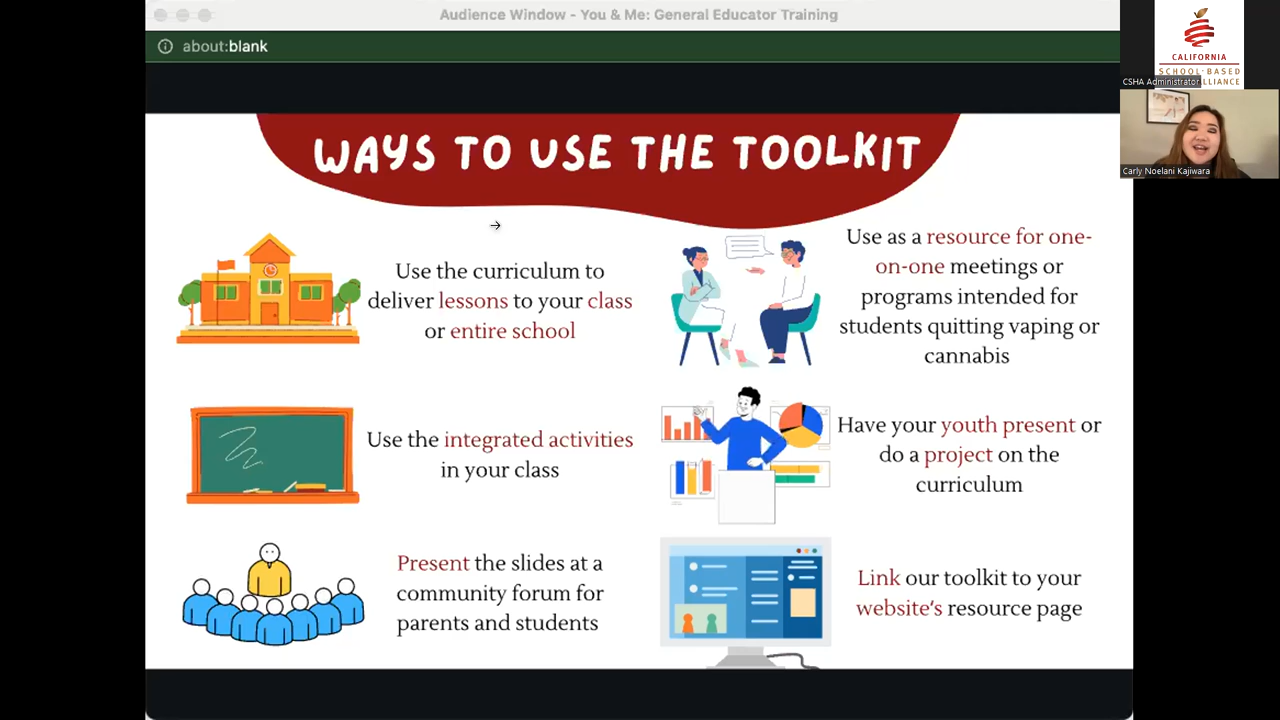 Audience Window - You & Me: General Educator Training
about:blank
WAYS TO USE THE TOOLKIT
Use the curriculum to
deliver lessons to your class
or entire school
Use as a resource for one-
on-one meetings or
programs intended for
students quitting vaping or
cannabis
Use the integrated activities
in your class
Have your youth present or
do a project on the
curriculum
Present the slides at a
community forum for
parents and students
Link our toolkit to your
website's resource page
CALIFORNIA
SCHOOL-BASED
CSHA Administrator
LLIANCE
Carly Noelani Kajiwara